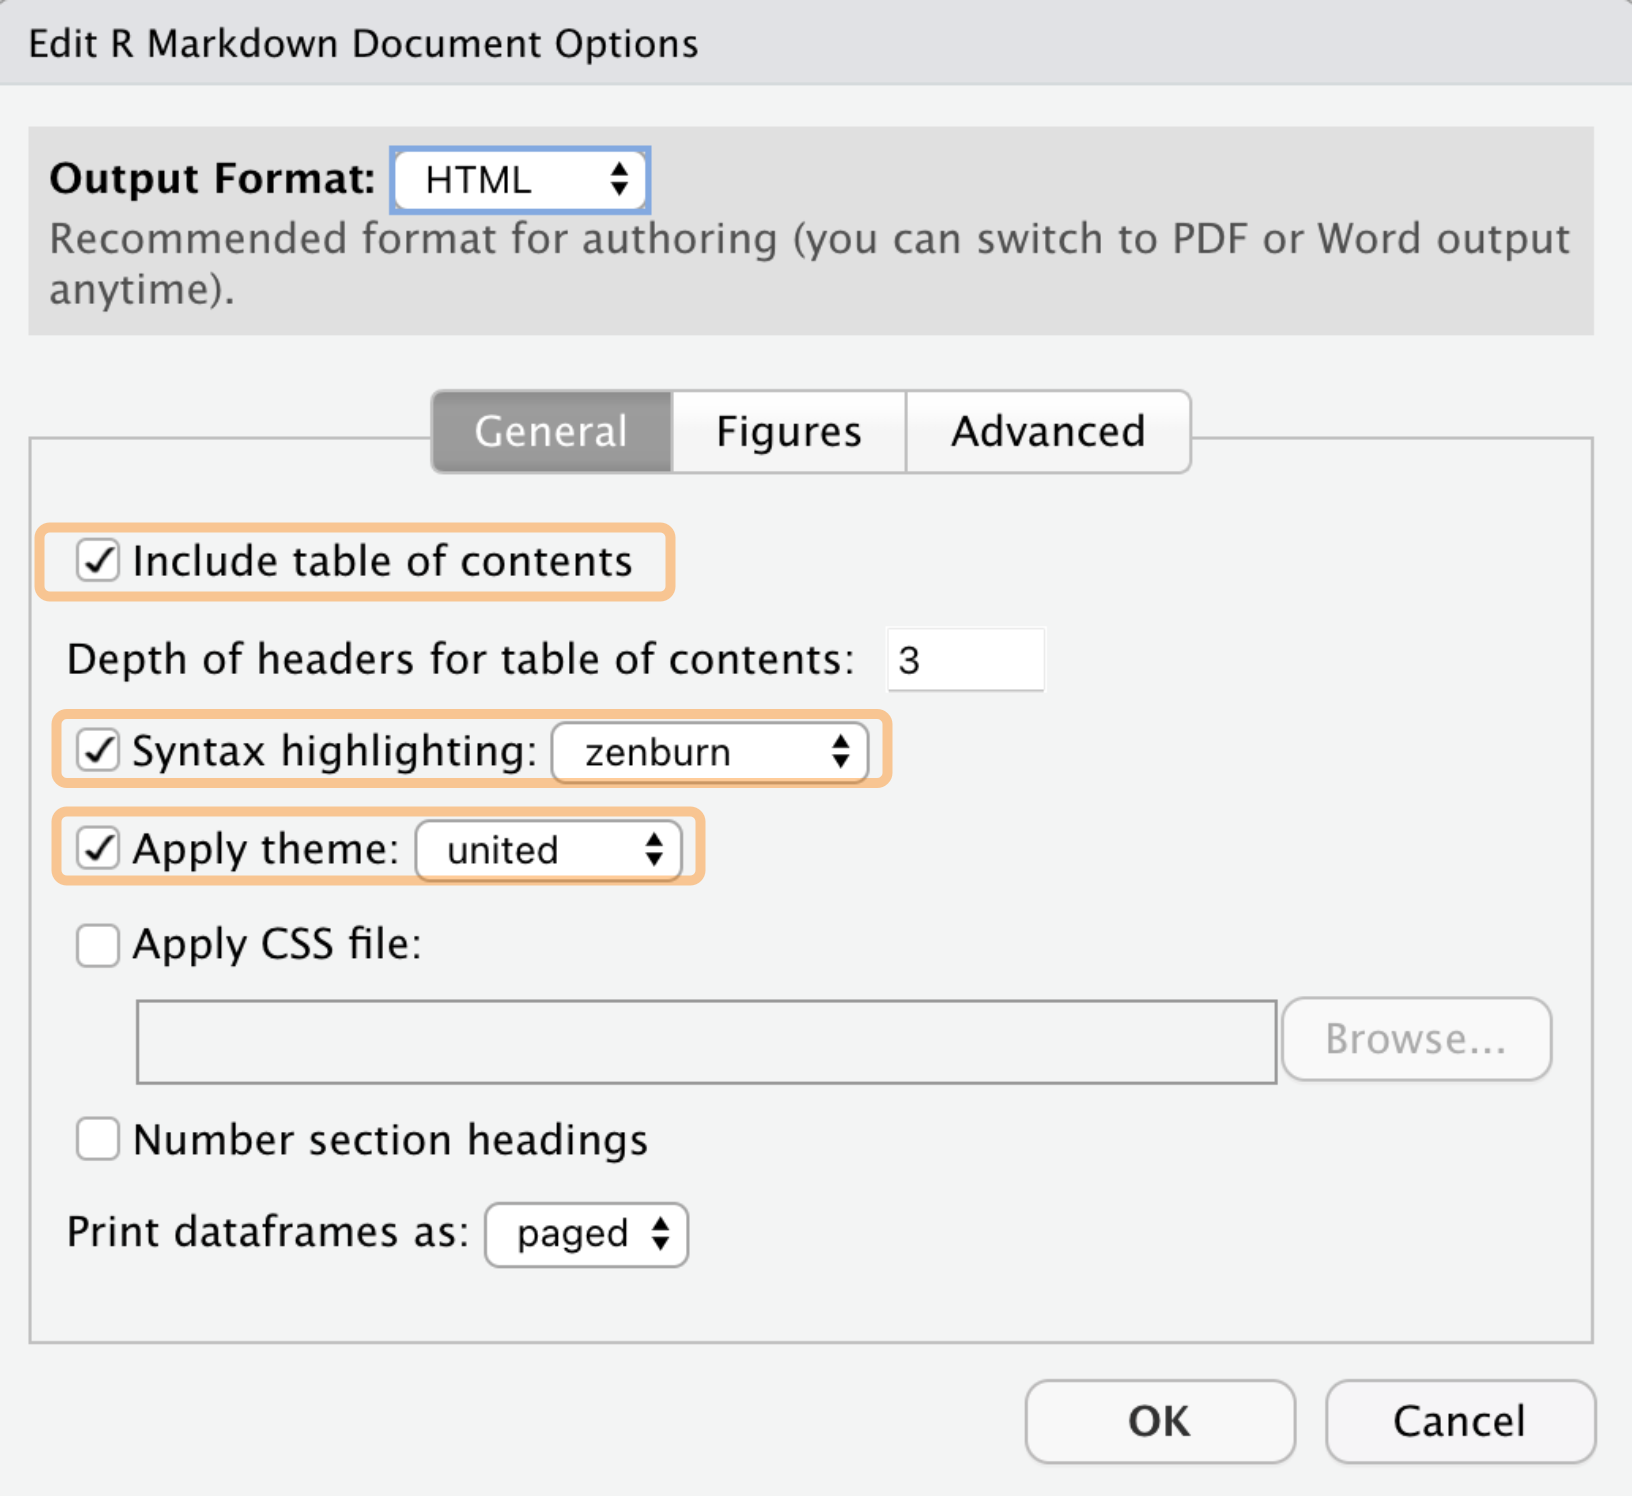 Edit R Markdown Document Options
Output Format: HTML
Recommended format for authoring (you can switch to PDF or Word output
anytime).
General Figures Advanced
Include table of contents
Depth of headers for table of contents: 3
Syntax highlighting: zenburn
Apply theme: united
Apply CSS file:
Browse...
Number section headings
Print dataframes as: paged
OK Cancel